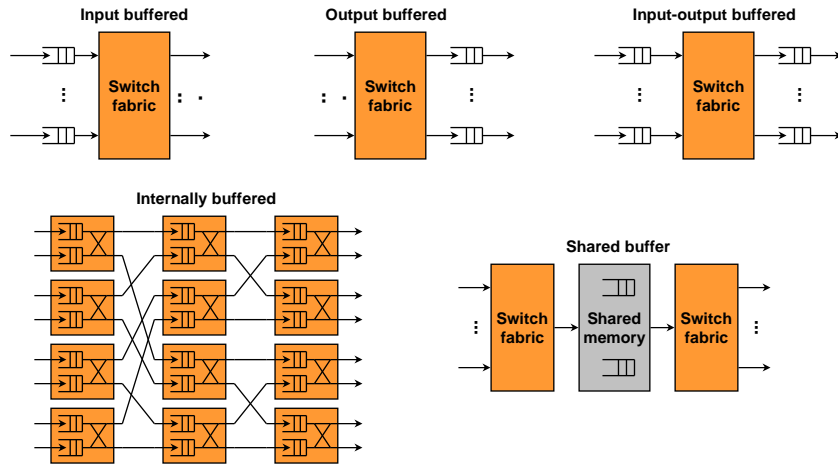 Input buffered
Output buffered
Input-output buffered
Switch
fabric
Switch
fabric
Switch
fabric
Internally buffered
Shared buffer
Switch
fabric
Shared
memory
Switch
fabric